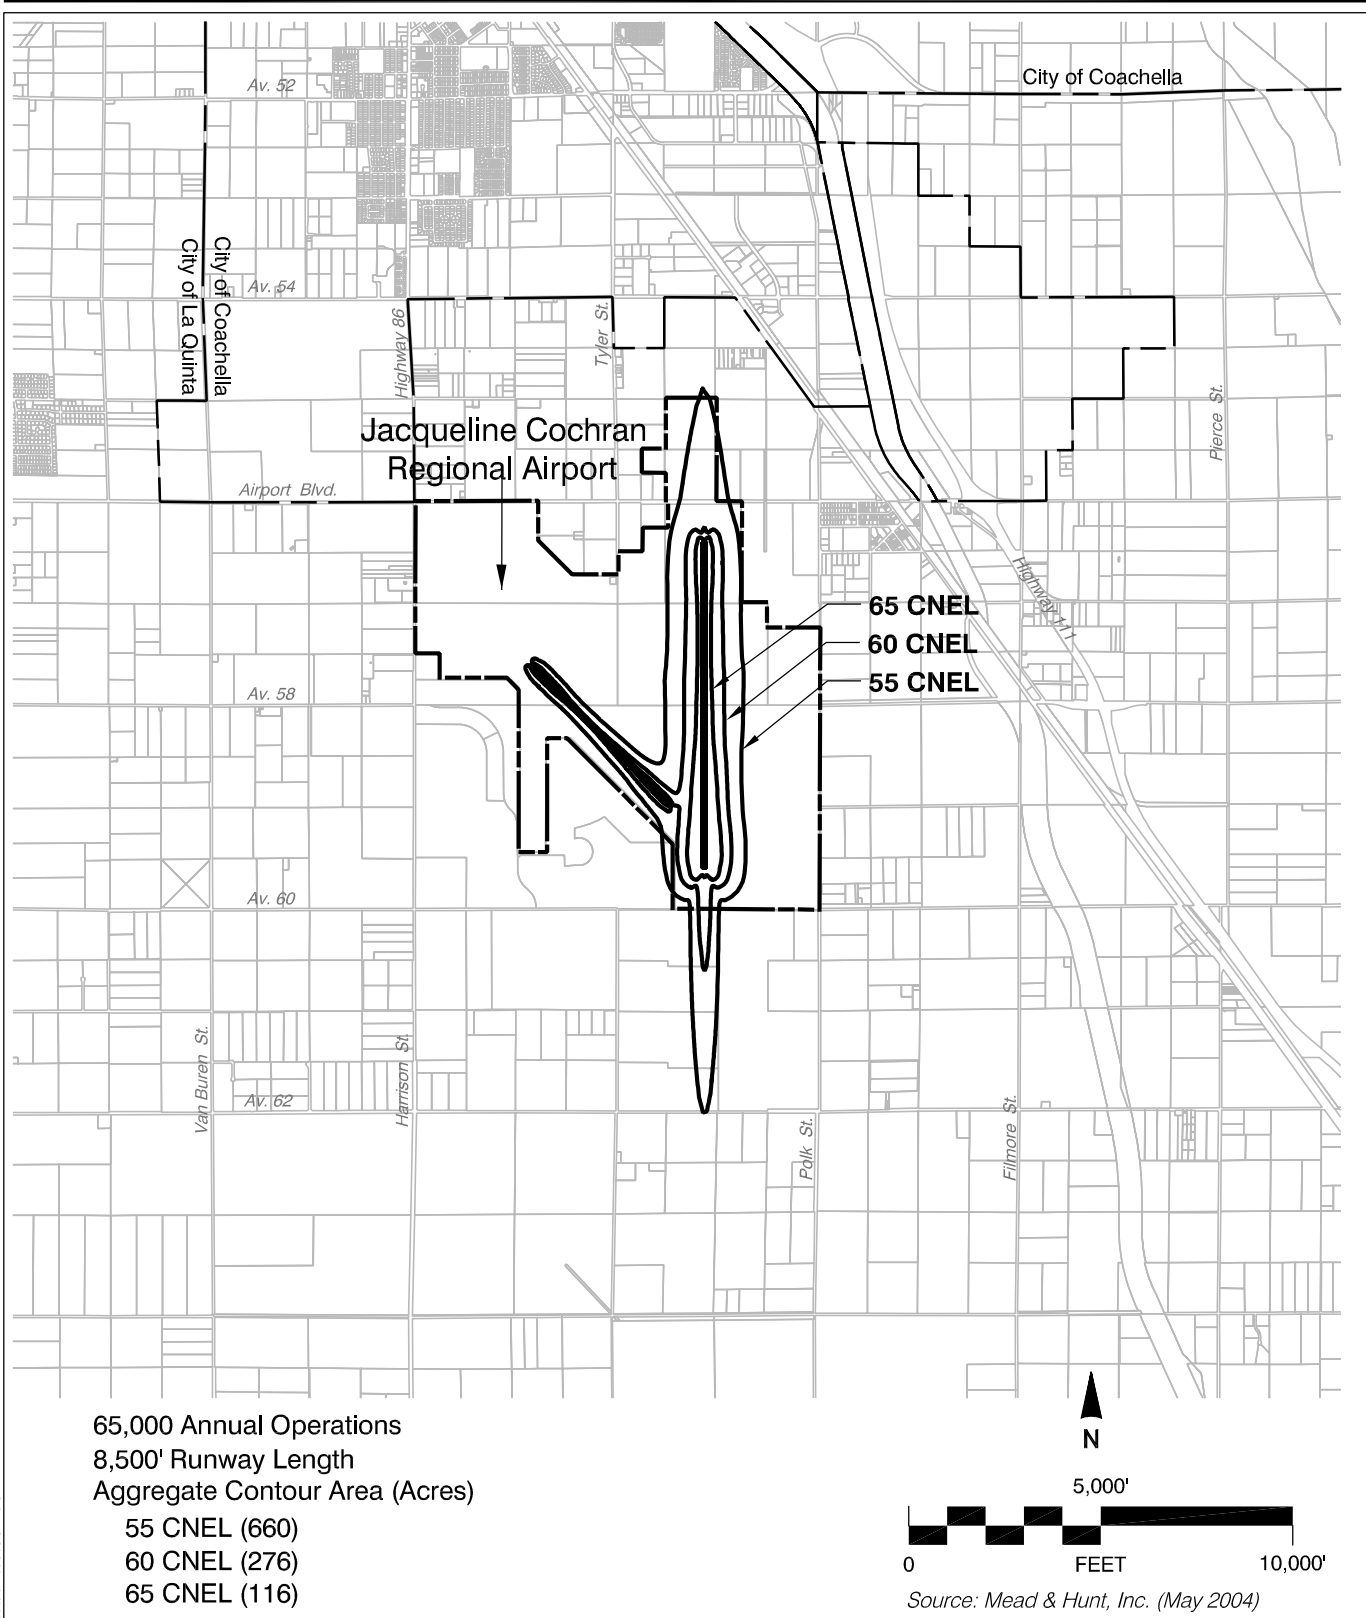 City of Coachella
Av. 52
City of La Quinta
City of Coachella
Av. 54
Highway 86
Tyler St.
Pierce St.
Jacqueline Cochran
Regional Airport
Airport Blvd.
Highway 111
65 CNEL
60 CNEL
55 CNEL
Av. 58
Av. 60
Van Buren St.
Harrison St.
Av. 62
Polk St.
Filmore St.
65,000 Annual Operations
8,500' Runway Length
Aggregate Contour Area (Acres)
55 CNEL (660)
60 CNEL (276)
65 CNEL (116)
N
5,000'
0 FEET 10,000'
Source: Mead & Hunt, Inc. (May 2004)